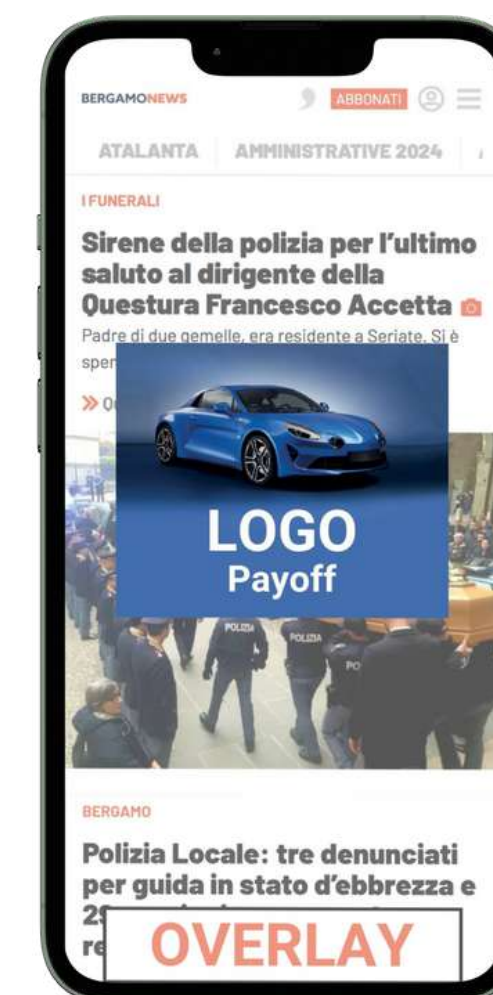 BERGAMONEWS
ABBONATI
ATALANTA
AMMINISTRATIVE 2024
I FUNERALI
Sirene della polizia per l’ultimo
saluto al dirigente della
Questura Francesco Accetta
Padre di due gemelle, era residente a Seriate. Si è
LOGO
Payoff
POLIZIA
POLIZIA
BERGAMO
Polizia Locale: tre denunciati
per guida in stato d’ebbrezza e
OVERLAY